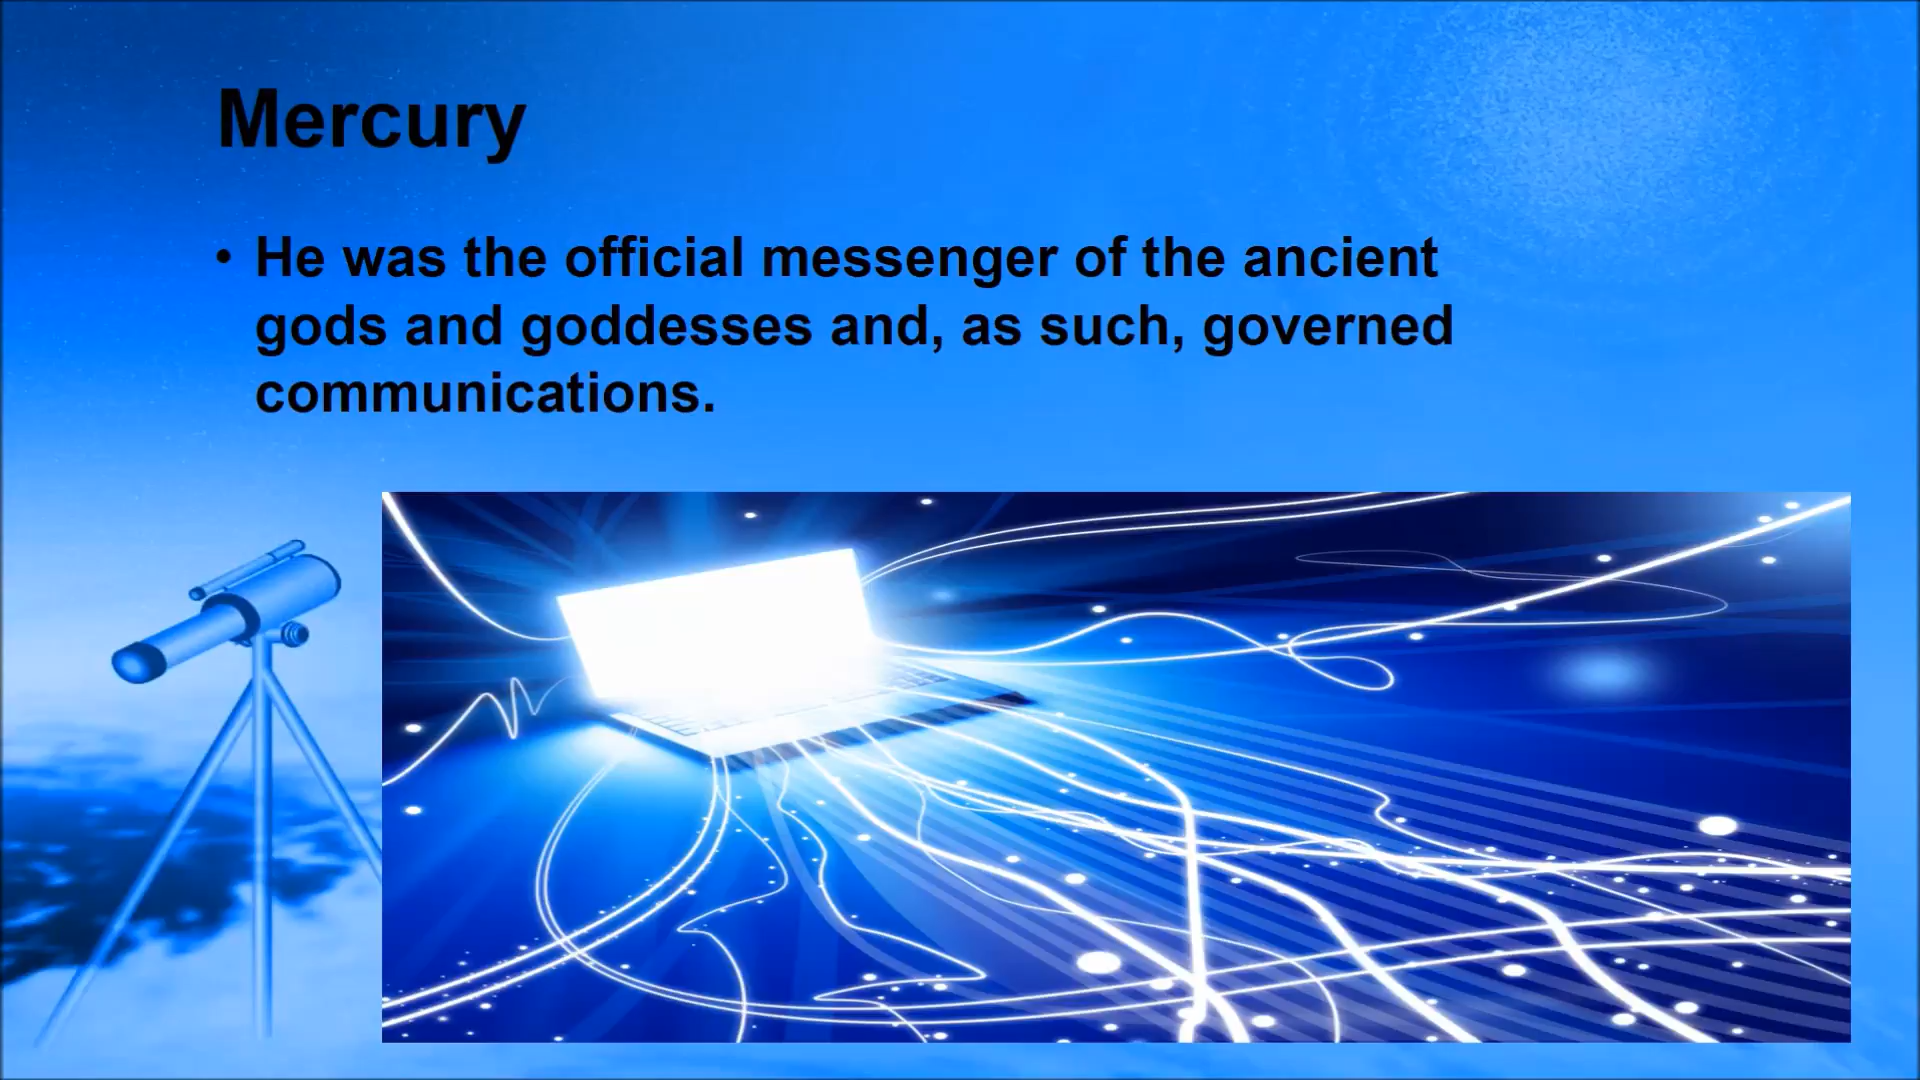 Mercury
• He was the official messenger of the ancient
gods and goddesses and, as such, governed
communications.